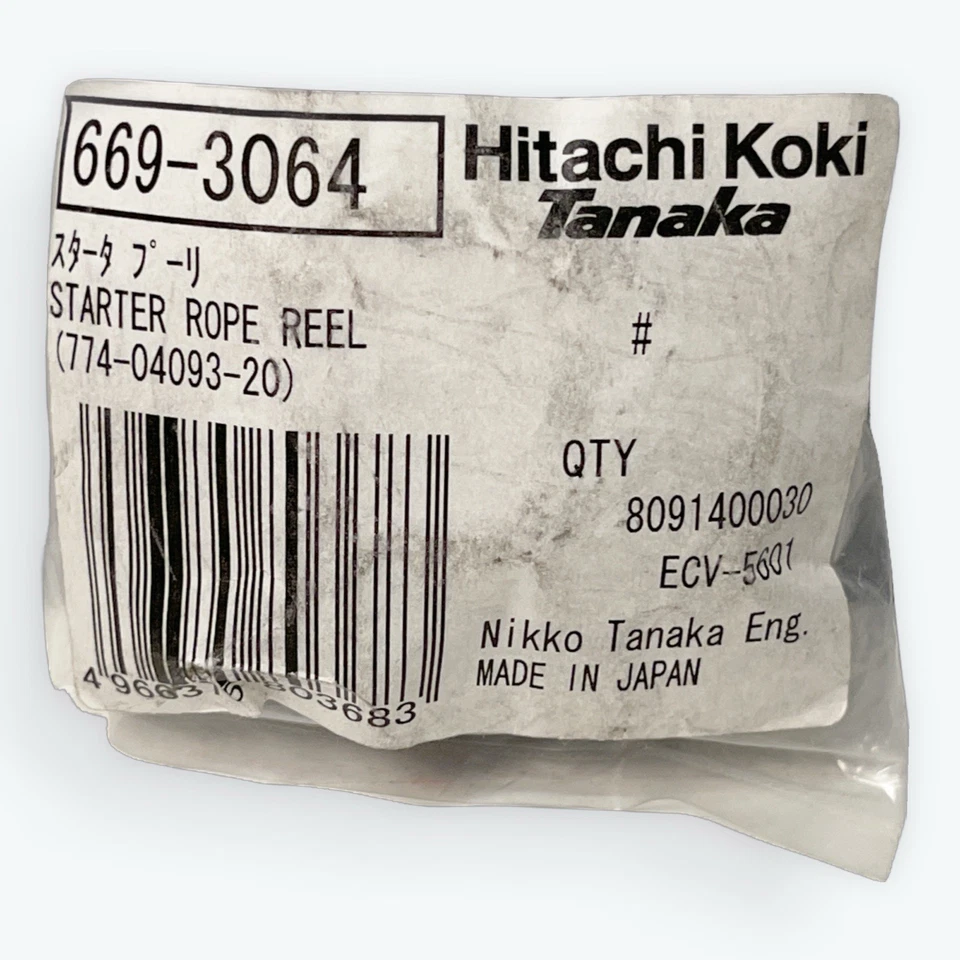 669-3064
Hitachi Koki
Tanaka
スタータ プーリ
STARTER ROPE REEL
(774-04093-20)
#
QTY
8091400030
ECV-5601
Nikko Tanaka Eng.
MADE IN JAPAN